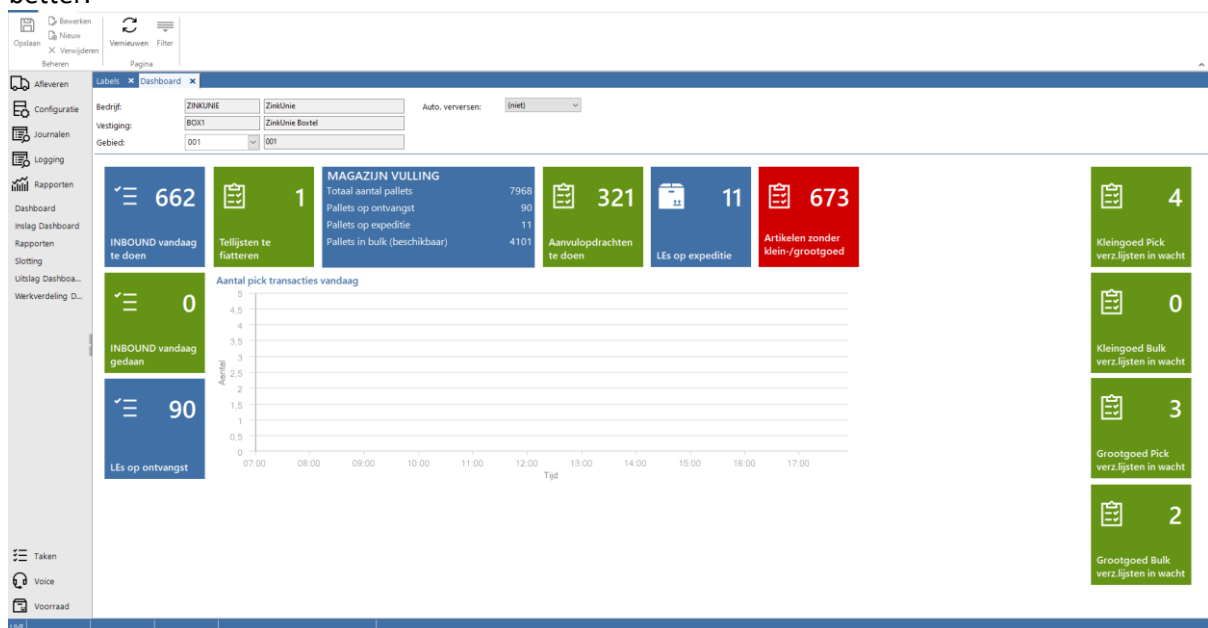 better.
Opslaan
Bewerken
Nieuw
Verwijderen
Beheren
Vernieuwen
Filter
Pagina
Afleveren
Configuratie
Journalen
Logging
Rapporten
Dashboard
Inslag Dashboard
Rapporten
Slotting
Uitslag Dashboa...
Werkverdeling D...
Taken
Voice
Voorraad
LIVE
Labels Dashboard
Bedrijf: ZINKUNIE ZinkUnie Auto. verversen: (niet)
Vestiging: BOX1 ZinkUnie Boxtel
Gebied: 001 001
662
INBOUND vandaag
te doen
1
Tellijsten te
fiatteren
MAGAZIJN VULLING
Totaal aantal pallets 7968
Pallets op ontvangst 90
Pallets op expeditie 11
Pallets in bulk (beschikbaar) 4101
321
Aanvulopdrachten
te doen
11
LEs op expeditie
673
Artikelen zonder
klein-/grootgoed
4
Kleingoed Pick
verz.lijsten in wacht
0
INBOUND vandaag
gedaan
90
LEs op ontvangst
Aantal pick transacties vandaag
Aantal
5
4,5
4
3,5
3
2,5
2
1,5
1
0,5
0
07:00 08:00 09:00 10:00 11:00 12:00 13:00 14:00 15:00 16:00 17:00
Tijd
0
Kleingoed Bulk
verz.lijsten in wacht
3
Grootgoed Pick
verz.lijsten in wacht
2
Grootgoed Bulk
verz.lijsten in wacht